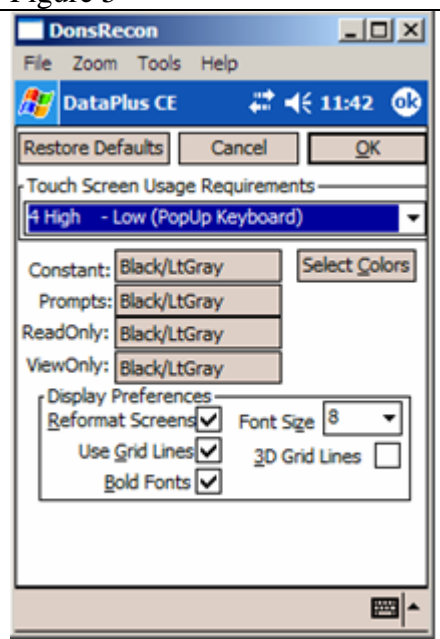 DonsRecon
File Zoom Tools Help
DataPlus CE 11:42 ok
Restore Defaults Cancel OK
Touch Screen Usage Requirements
4 High - Low (PopUp Keyboard)
Constant: Black/LtGray Select Colors
Prompts: Black/LtGray
ReadOnly: Black/LtGray
ViewOnly: Black/LtGray
Display Preferences
Reformat Screens Font Size 8
Use Grid Lines 3D Grid Lines
Bold Fonts